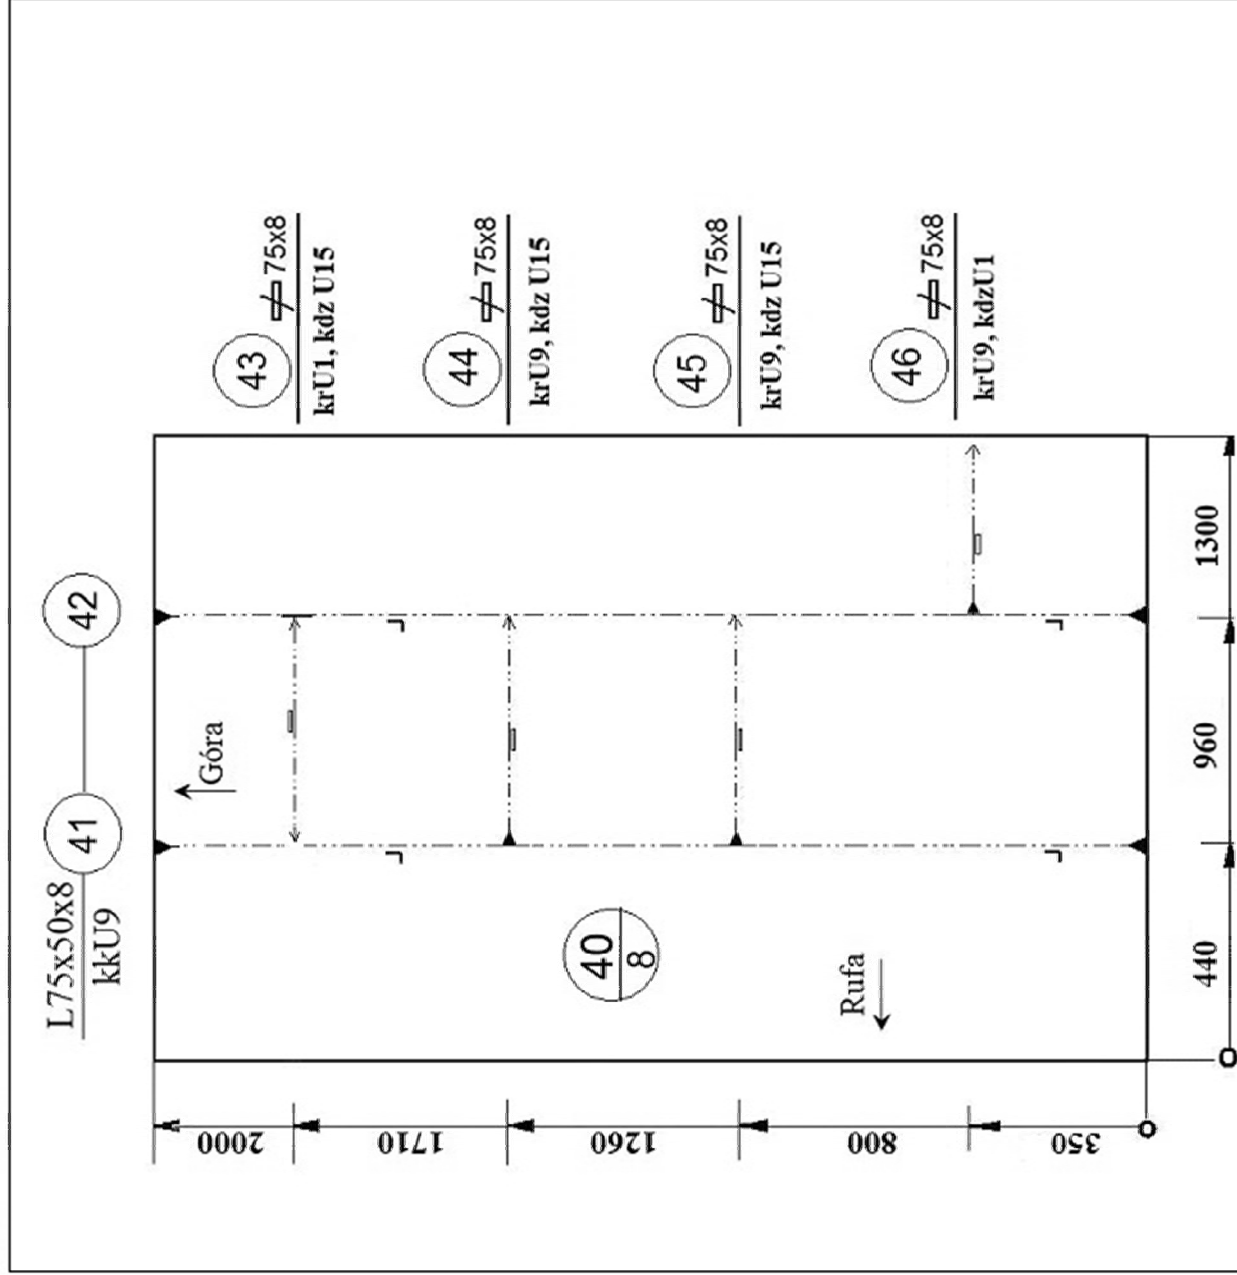 L75x50x8
kkU9
41
42
Góra
43
75x8
krU1, kdz U15
44
75x8
krU9, kdz U15
45
75x8
krU9, kdz U15
46
75x8
krU9, kdzU1
40
8
Rufa
2000
1710
1260
800
350
O
O
440
960
1300